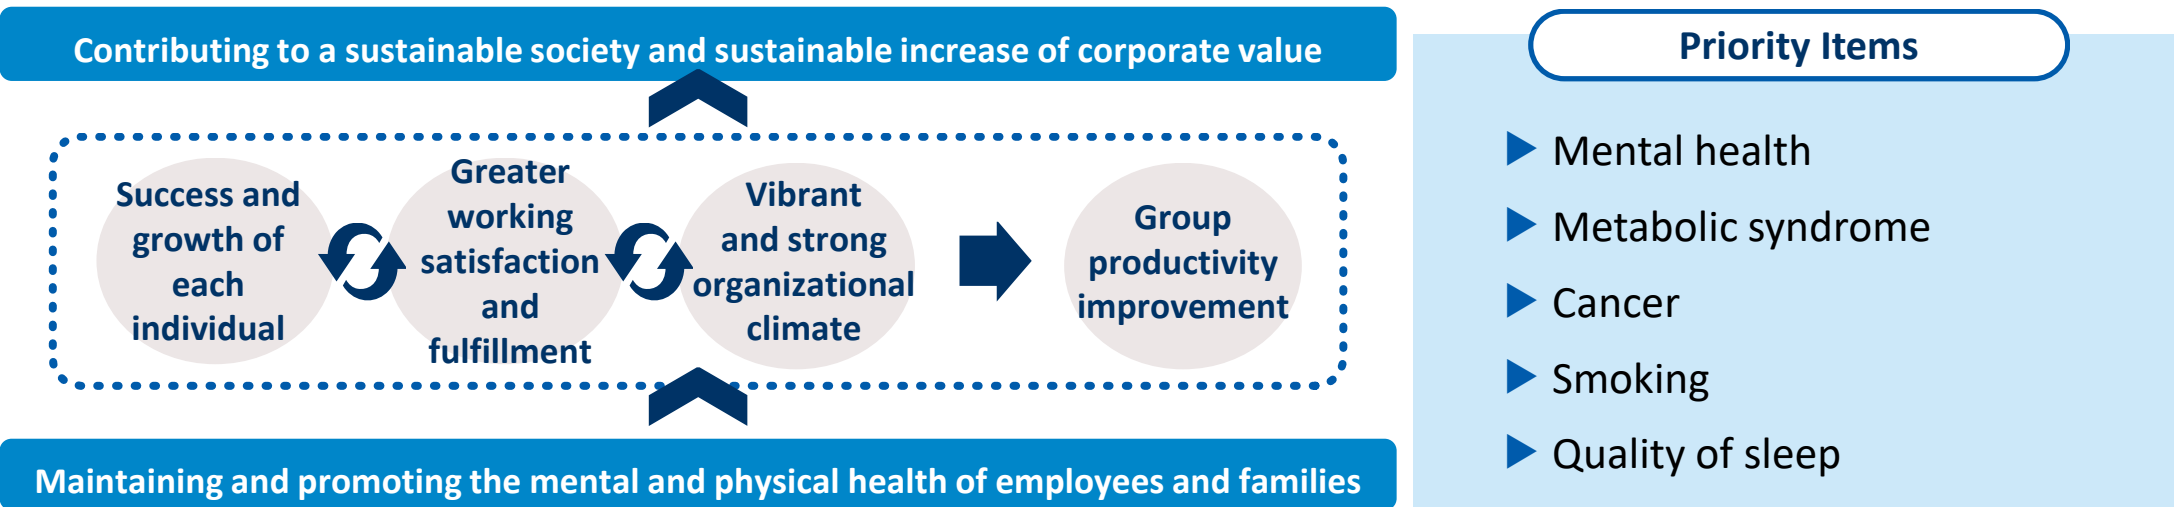 Contributing to a sustainable society and sustainable increase of corporate value
Success and
growth of
each
individual
Greater
working
satisfaction
and
fulfillment
Vibrant
and strong
organizational
climate
Group
productivity
improvement
Maintaining and promoting the mental and physical health of employees and families
Priority Items
Mental health
Metabolic syndrome
Cancer
Smoking
Quality of sleep